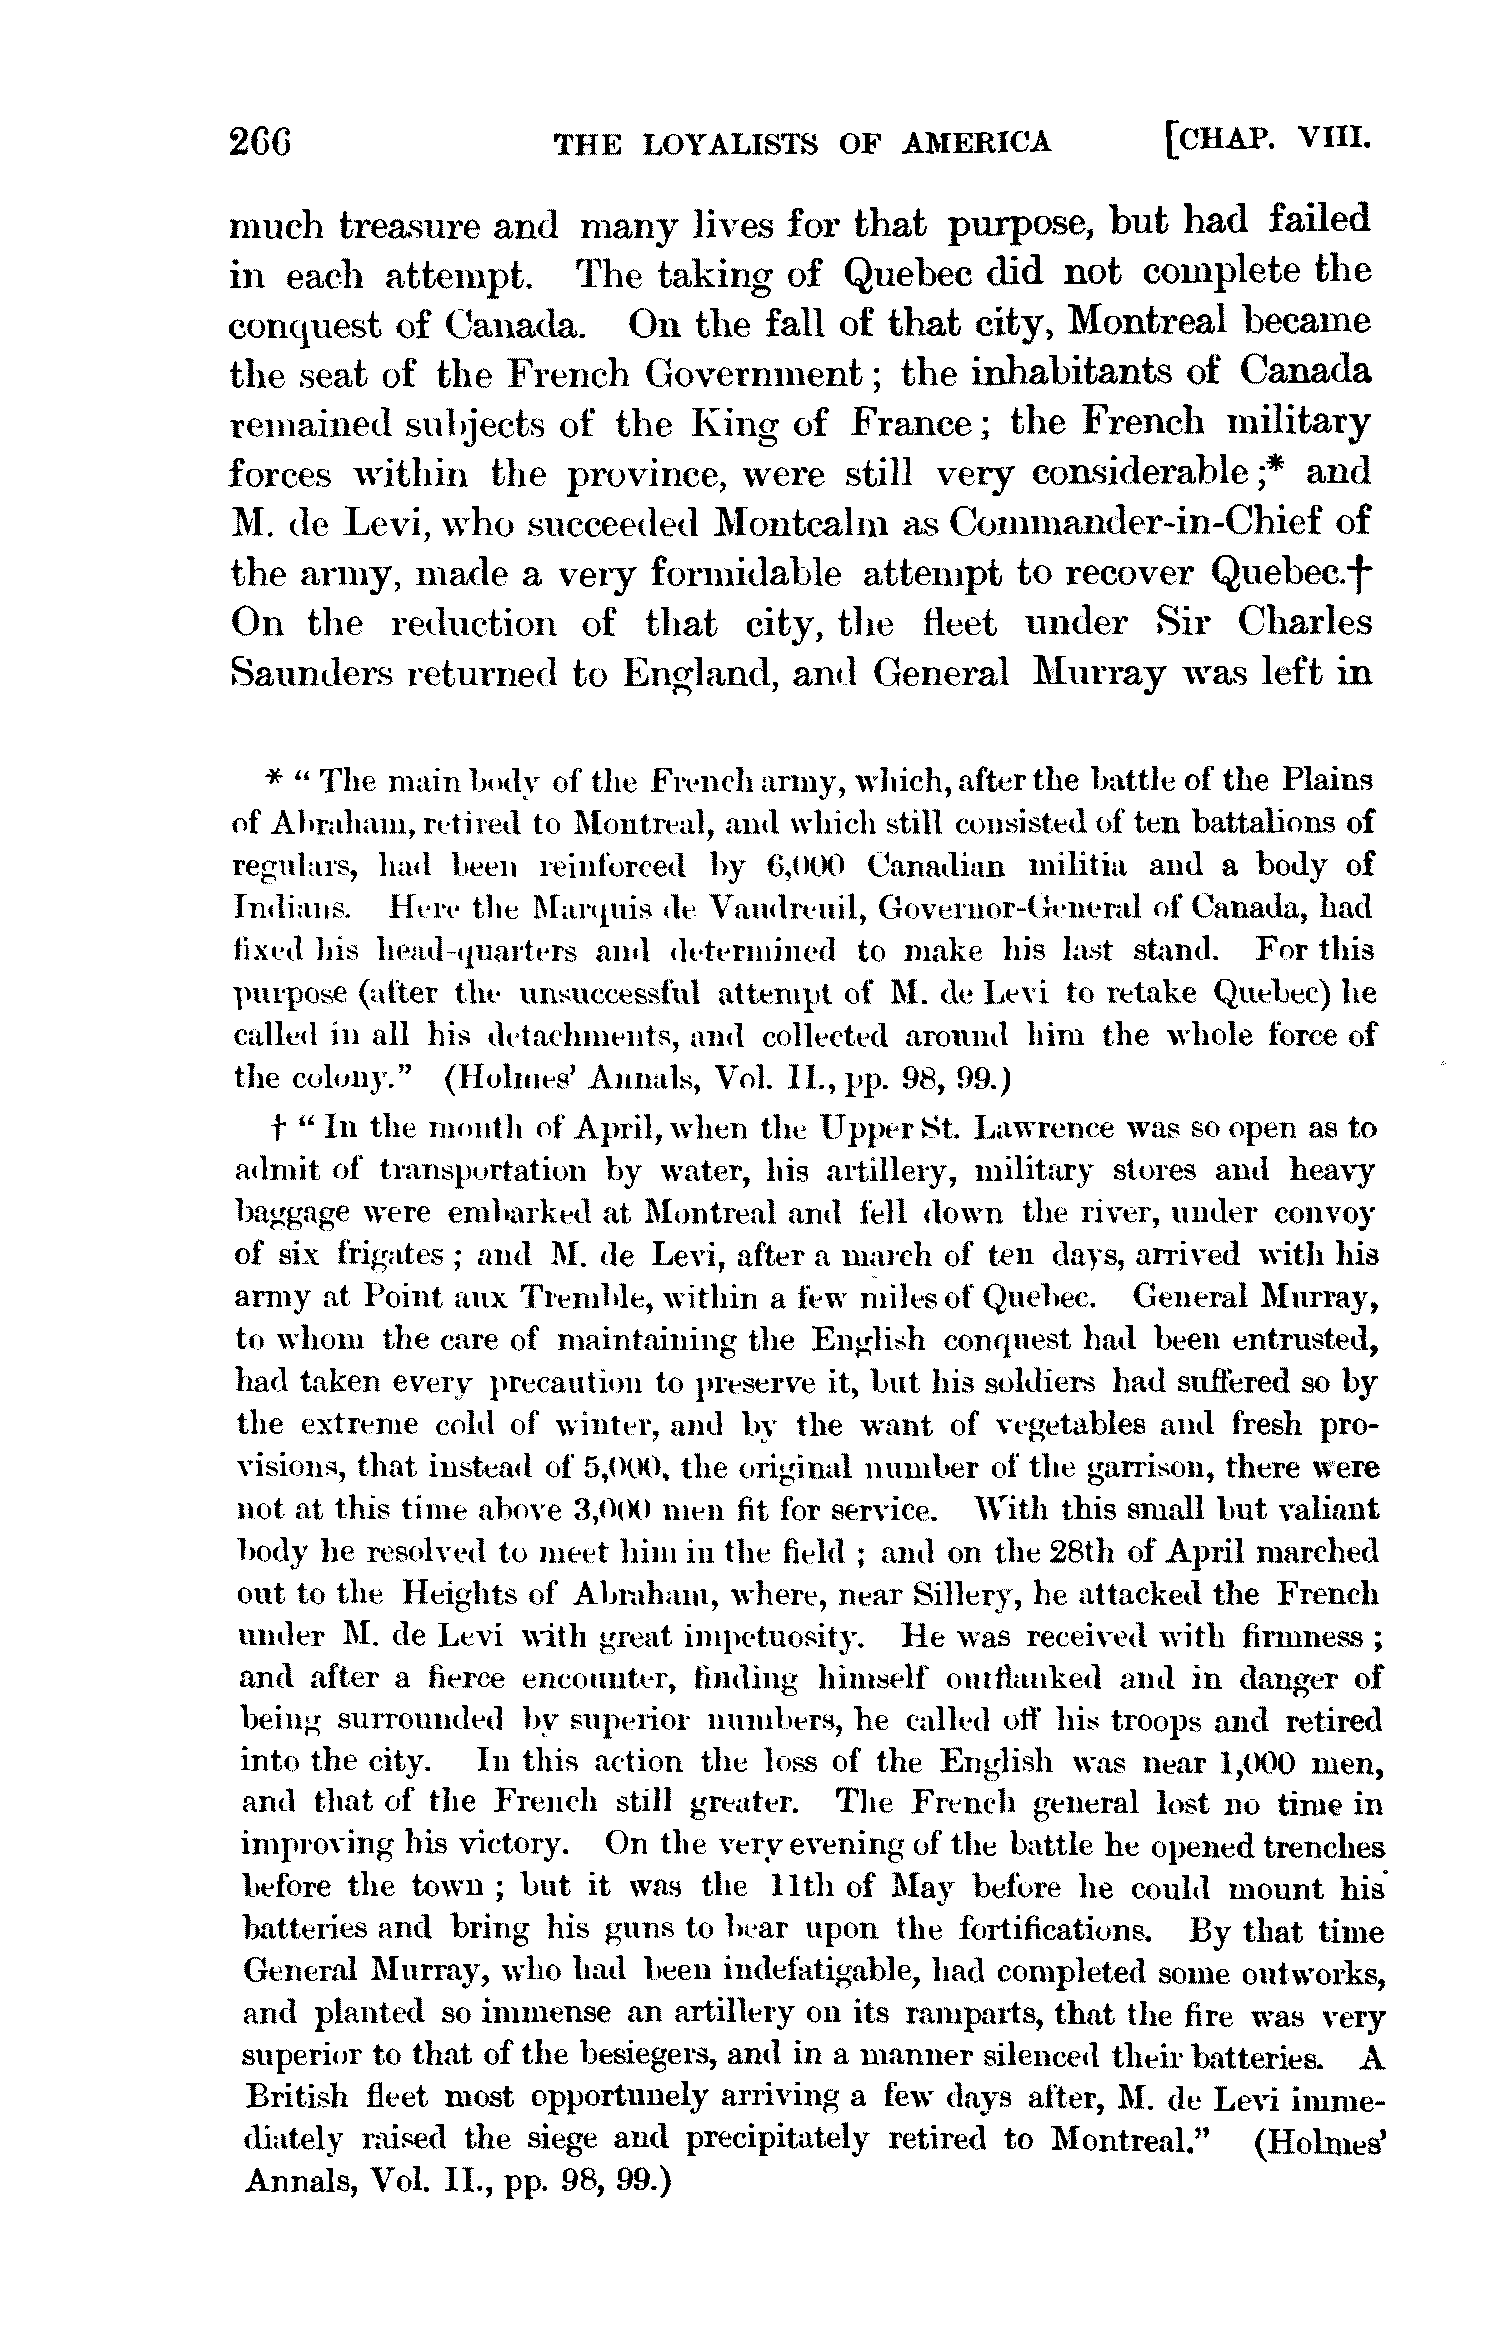 266 THE LOYALISTS OF AMERICA [CHAP. VIII.
much treasure and many lives for that purpose, but had failed
in each attempt. The taking of Quebec did not complete the
conquest of Canada. On the fall of that city, Montreal became
the seat of the French Government ; the inhabitants of Canada
remained subjects of the King of France ; the French military
forces within the province, were still very considerable ;* and
M. de Levi, who succeeded Montcalm as Commander-in-Chief of
the army, made a very formidable attempt to recover Quebec.†
On the reduction of that city, the fleet under Sir Charles
Saunders returned to England, and General Murray was left in
* " The main body of the French army, which, after the battle of the Plains
of Abraham, retired to Montreal, and which still consisted of ten battalions of
regulars, had been reinforced by 6,000 Canadian militia and a body of
Indians. Here the Marquis de Vaudreuil, Governor-General of Canada, had
fixed his head-quarters and determined to make his last stand. For this
purpose (after the unsuccessful attempt of M. de Levi to retake Quebec) he
called in all his detachments, and collected around him the whole force of
the colony." (Holmes' Annals, Vol. II., pp. 98, 99.)
† " In the month of April, when the Upper St. Lawrence was so open as to
admit of transportation by water, his artillery, military stores and heavy
baggage were embarked at Montreal and fell down the river, under convoy
of six frigates ; and M. de Levi, after a march of ten days, arrived with his
army at Point aux Tremble, within a few miles of Quebec. General Murray,
to whom the care of maintaining the English conquest had been entrusted,
had taken every precaution to preserve it, but his soldiers had suffered so by
the extreme cold of winter, and by the want of vegetables and fresh pro-
visions, that instead of 5,000, the original number of the garrison, there were
not at this time above 3,000 men fit for service. With this small but valiant
body he resolved to meet him in the field ; and on the 28th of April marched
out to the Heights of Abraham, where, near Sillery, he attacked the French
under M. de Levi with great impetuosity. He was received with firmness ;
and after a fierce encounter, finding himself outflanked and in danger of
being surrounded by superior numbers, he called off his troops and retired
into the city. In this action the loss of the English was near 1,000 men,
and that of the French still greater. The French general lost no time in
improving his victory. On the very evening of the battle he opened trenches
before the town ; but it was the 11th of May before he could mount his
batteries and bring his guns to bear upon the fortifications. By that time
General Murray, who had been indefatigable, had completed some outworks,
and planted so immense an artillery on its ramparts, that the fire was very
superior to that of the besiegers, and in a manner silenced their batteries. A
British fleet most opportunely arriving a few days after, M. de Levi imme-
diately raised the siege and precipitately retired to Montreal." (Holmes'
Annals, Vol. II., pp. 98, 99.)